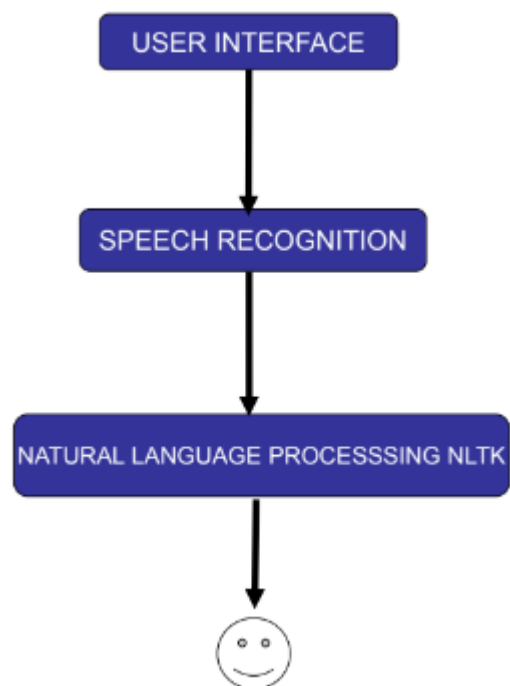 USER INTERFACE
SPEECH RECOGNITION
NATURAL LANGUAGE PROCESSSING NLTK